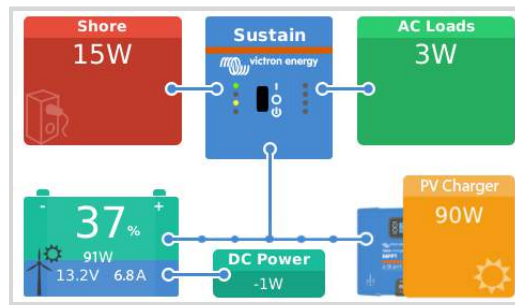 Shore
15W
Sustain
victron energy
AC Loads
3W
- +
37%
91W
13.2V 6.8A
DC Power
-1W
PV Charger
90W